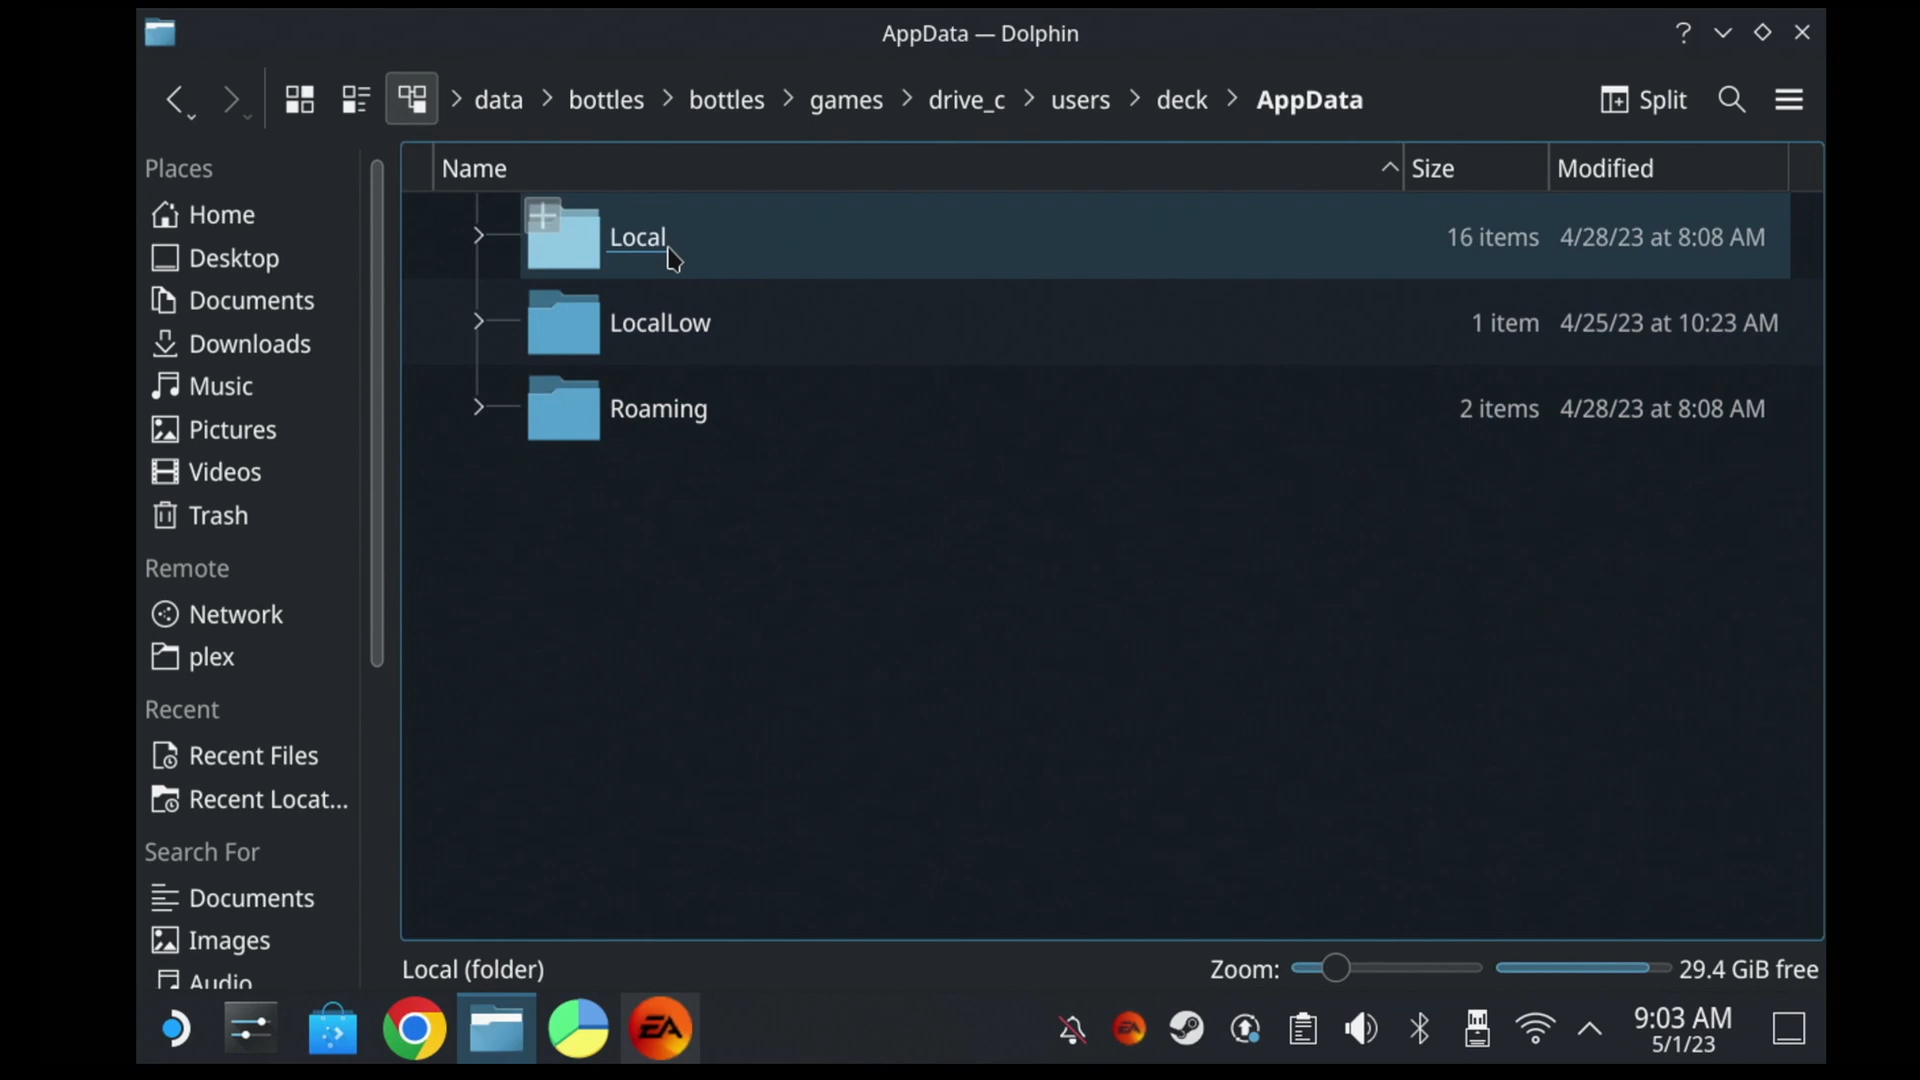 AppData — Dolphin
data
bottles
bottles
games
drive_c
users
deck
AppData
Split
Places
Home
Desktop
Documents
Downloads
Music
Pictures
Videos
Trash
Remote
Network
plex
Recent
Recent Files
Recent Locat...
Search For
Documents
Images
Audio
Name
Size
Modified
Local
16 items
4/28/23 at 8:08 AM
LocalLow
1 item
4/25/23 at 10:23 AM
Roaming
2 items
4/28/23 at 8:08 AM
Local (folder)
Zoom:
29.4 GiB free
EA
EA
9:03 AM
5/1/23